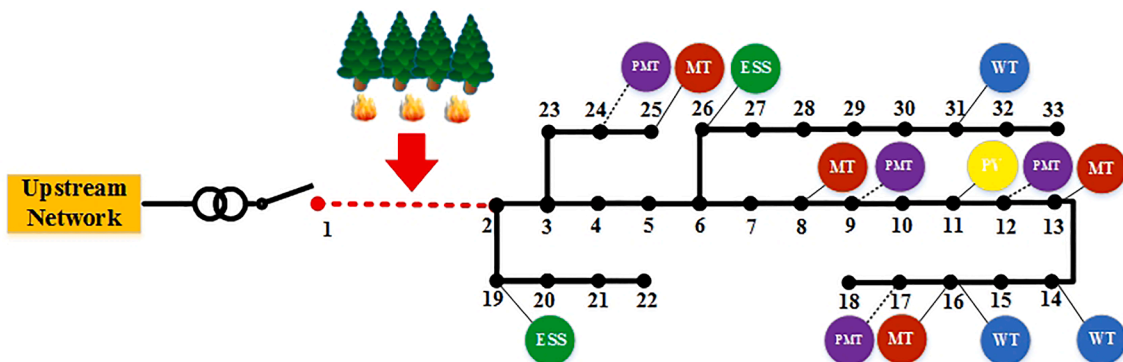 PMT MT ESS WT
23 24 25 26 27 28 29 30 31 32 33
MT PMT PV PMT MT
Upstream
Network
1 2 3 4 5 6 7 8 9 10 11 12 13
19 20 21 22 18 17 16 15 14
ESS PMT MT WT WT